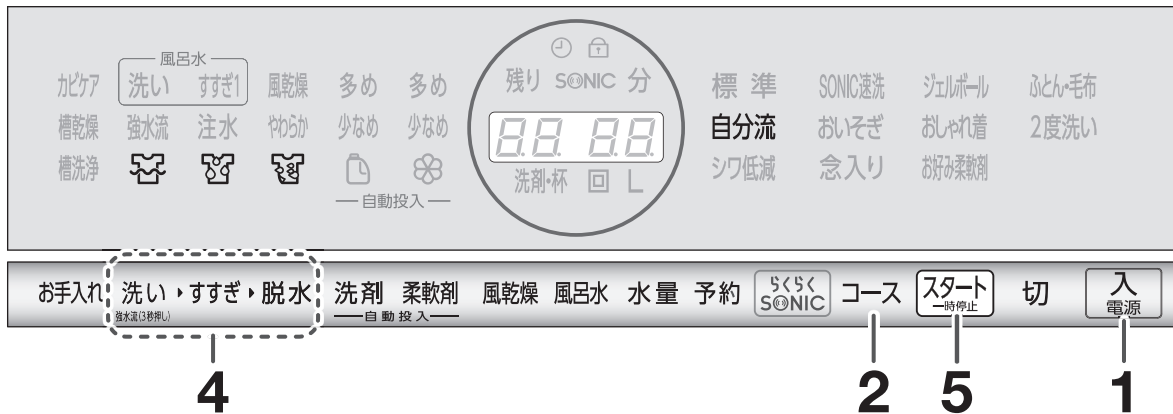 風呂水
カビケア 洗い すすぎ1 風乾燥 多め 多め 残り SONIC 分 標準 SONIC速洗 ジェルボール ふとん・毛布
槽乾燥 強水流 注水 やわらか 少なめ 少なめ 88 88 自分流 おいそぎ おしゃれ着 2度洗い
槽洗浄 洗剤・杯 回 L シワ低減 念入り お好み柔軟剤
自動投入
お手入れ 洗い・すすぎ・脱水 洗剤 柔軟剤 風乾燥 風呂水 水量 予約 らくらく SONIC コース スタート 切 入
強水流(3秒押し) 自動投入 一時停止 電源
4 2 5 1